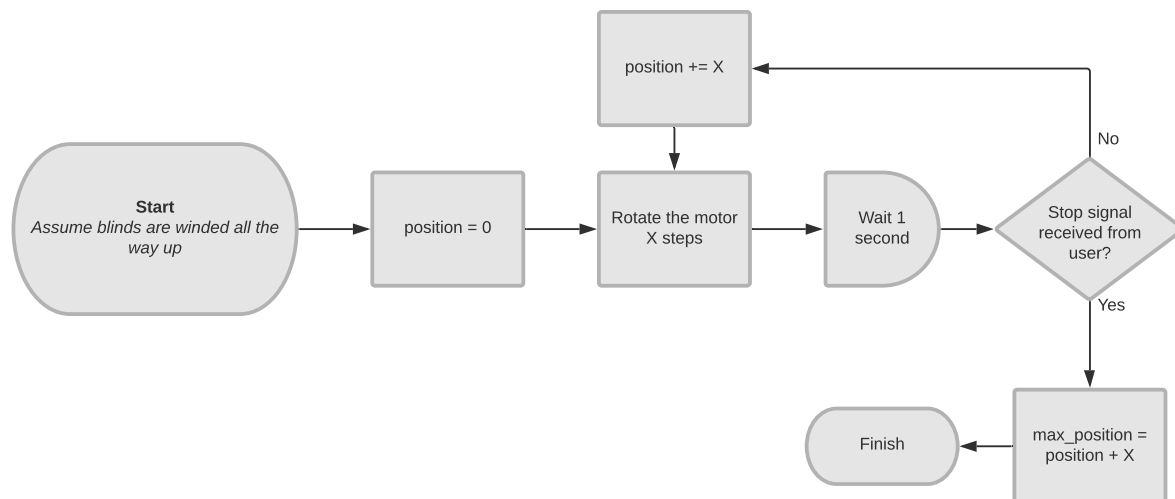 position += X
No
Start
Assume blinds are winded all the
way up
position = 0
Rotate the motor
X steps
Wait 1
second
Stop signal
received from
user?
Yes
Finish
max_position =
position + X